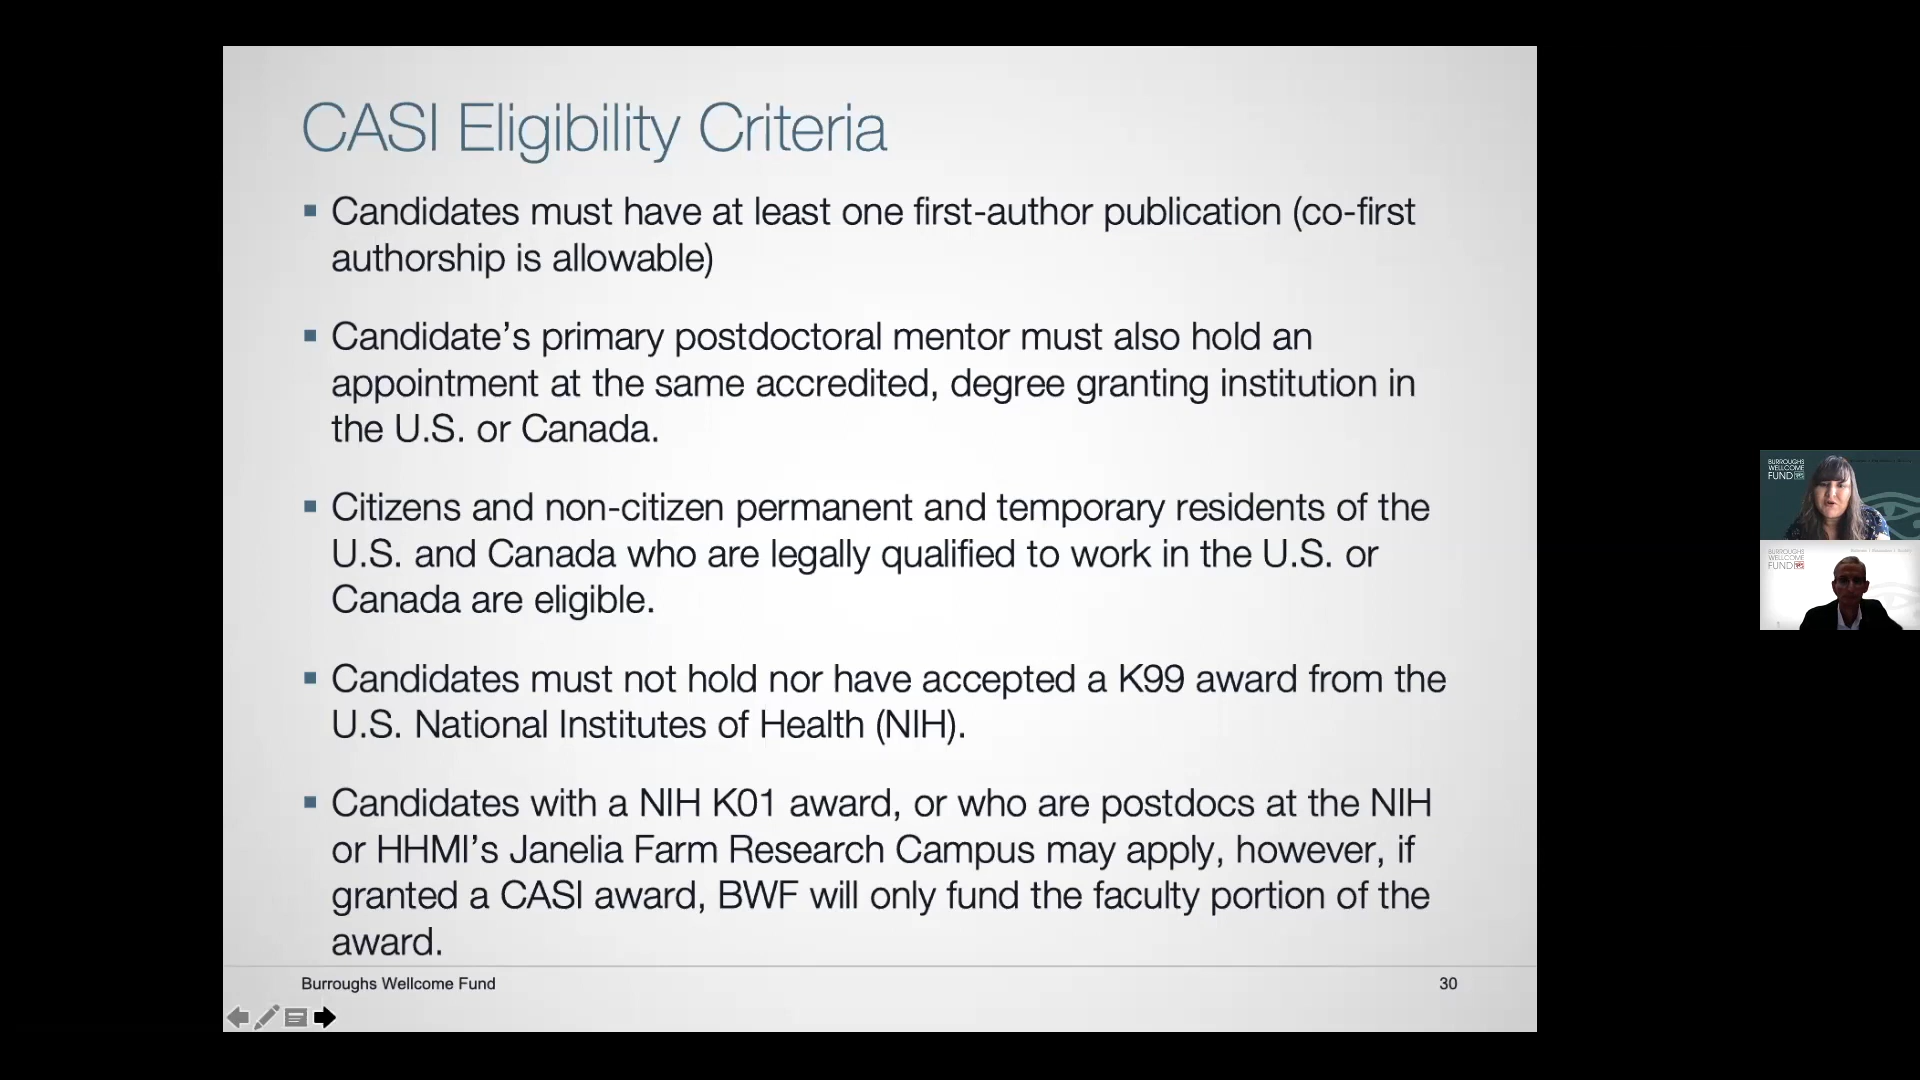 CASI Eligibility Criteria
▪ Candidates must have at least one first-author publication (co-first
authorship is allowable)
▪ Candidate’s primary postdoctoral mentor must also hold an
appointment at the same accredited, degree granting institution in
the U.S. or Canada.
▪ Citizens and non-citizen permanent and temporary residents of the
U.S. and Canada who are legally qualified to work in the U.S. or
Canada are eligible.
▪ Candidates must not hold nor have accepted a K99 award from the
U.S. National Institutes of Health (NIH).
▪ Candidates with a NIH K01 award, or who are postdocs at the NIH
or HHMI’s Janelia Farm Research Campus may apply, however, if
granted a CASI award, BWF will only fund the faculty portion of the
award.
Burroughs Wellcome Fund
30
BURROUGHS
WELLCOME
FUND
BURROUGHS
WELLCOME
FUND